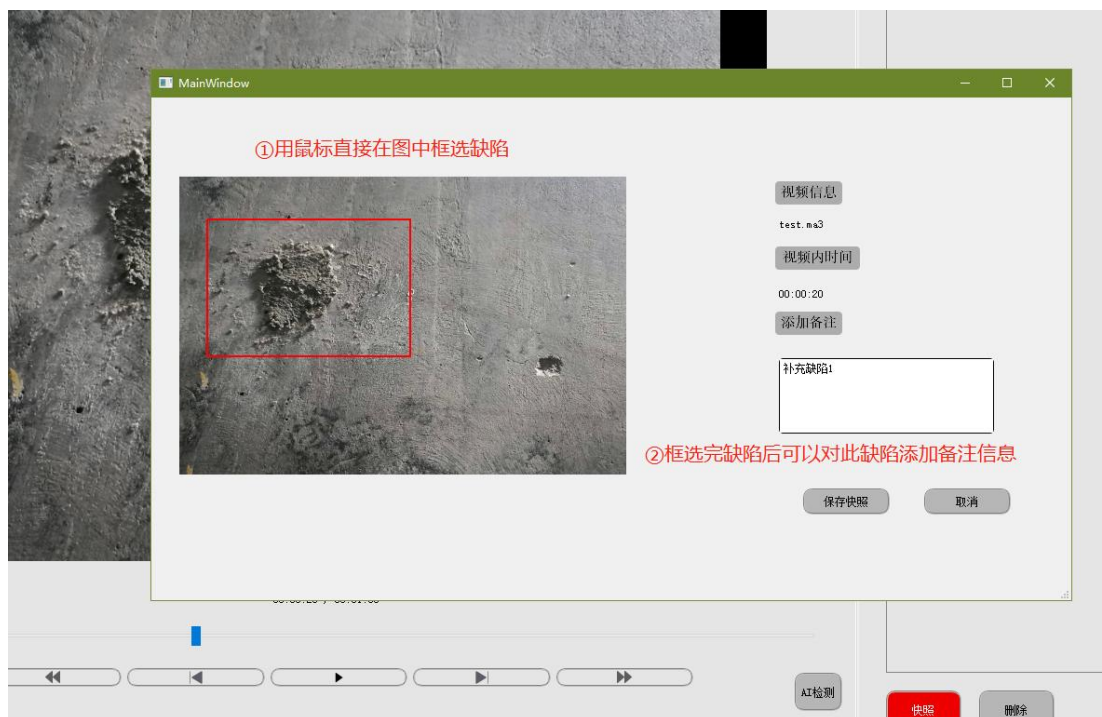 MainWindow
①用鼠标直接在图中框选缺陷
视频信息
test.ma3
视频内时间
00:00:20
添加备注
补充缺陷1
②框选完缺陷后可以对此缺陷添加备注信息
保存快照
取消
AI检测
快照
删除